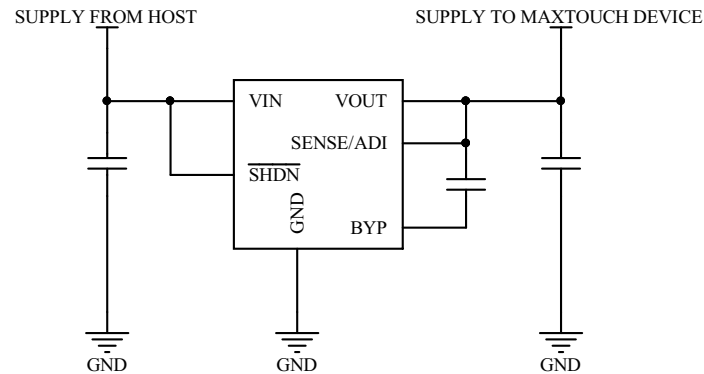 SUPPLY FROM HOST
SUPPLY TO MAXTOUCH DEVICE
VIN
VOUT
SENSE/ADI
SHDN
GND
BYP
GND
GND
GND